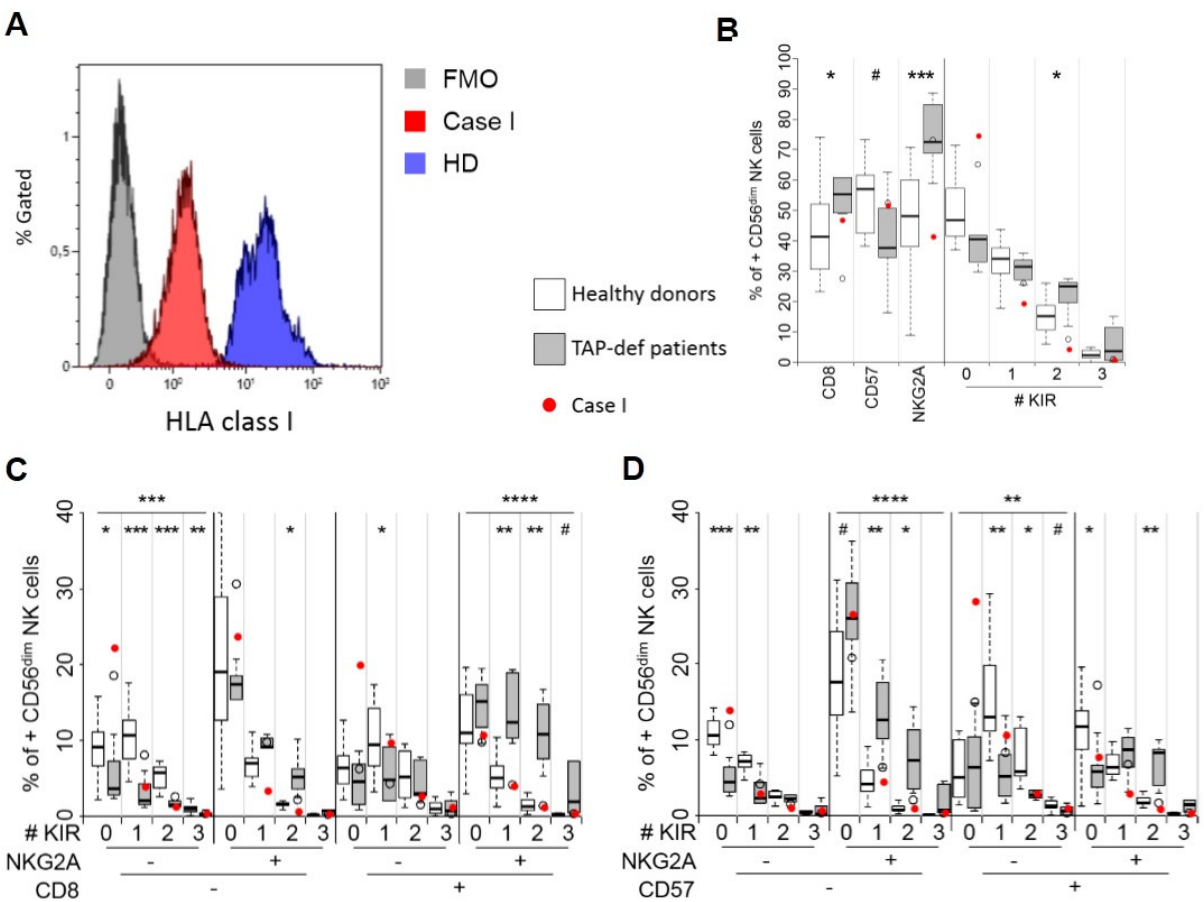 A
% Gated
1
0,5
0
0 10⁰ 10¹ 10² 10³
HLA class I
FMO
Case I
HD
Healthy donors
TAP-def patients
Case I
B
% of + CD56dim NK cells
100
90
80
70
60
50
40
30
20
10
0
* # *** *
CD8 CD57 NKG2A 0 1 2 3
# KIR
C
% of + CD56dim NK cells
40
30
20
10
0
*** ****
* *** *** ** * * ** ** #
# KIR 0 1 2 3 0 1 2 3 0 1 2 3 0 1 2 3
NKG2A - + - +
CD8 - +
D
% of + CD56dim NK cells
40
30
20
10
0
**** **
*** ** # ** * ** * # * **
# KIR 0 1 2 3 0 1 2 3 0 1 2 3 0 1 2 3
NKG2A - + - +
CD57 - +